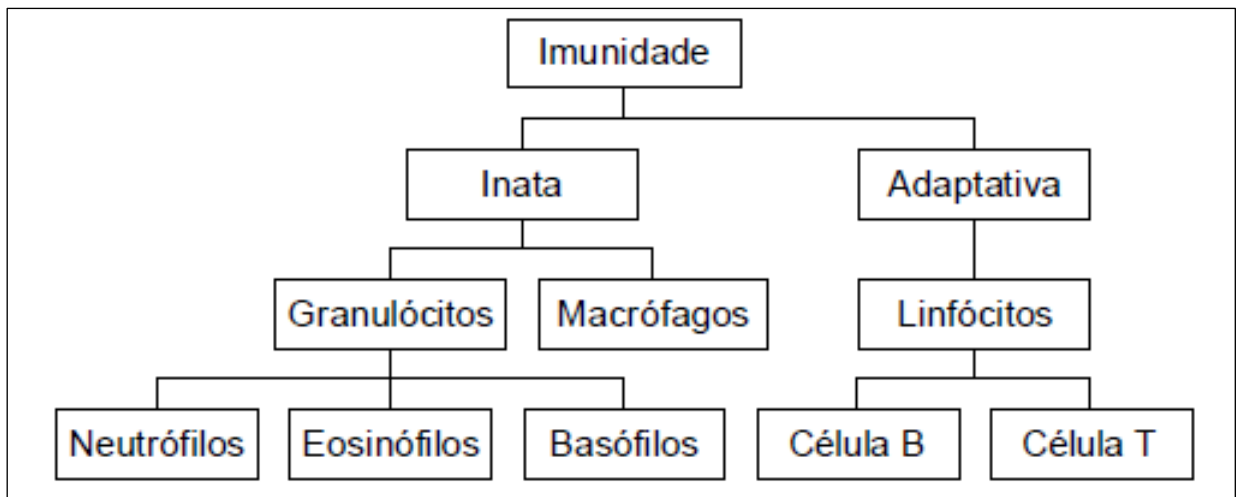 Imunidade
Inata
Adaptativa
Granulócitos
Macrófagos
Linfócitos
Neutrófilos
Eosinófilos
Basófilos
Célula B
Célula T